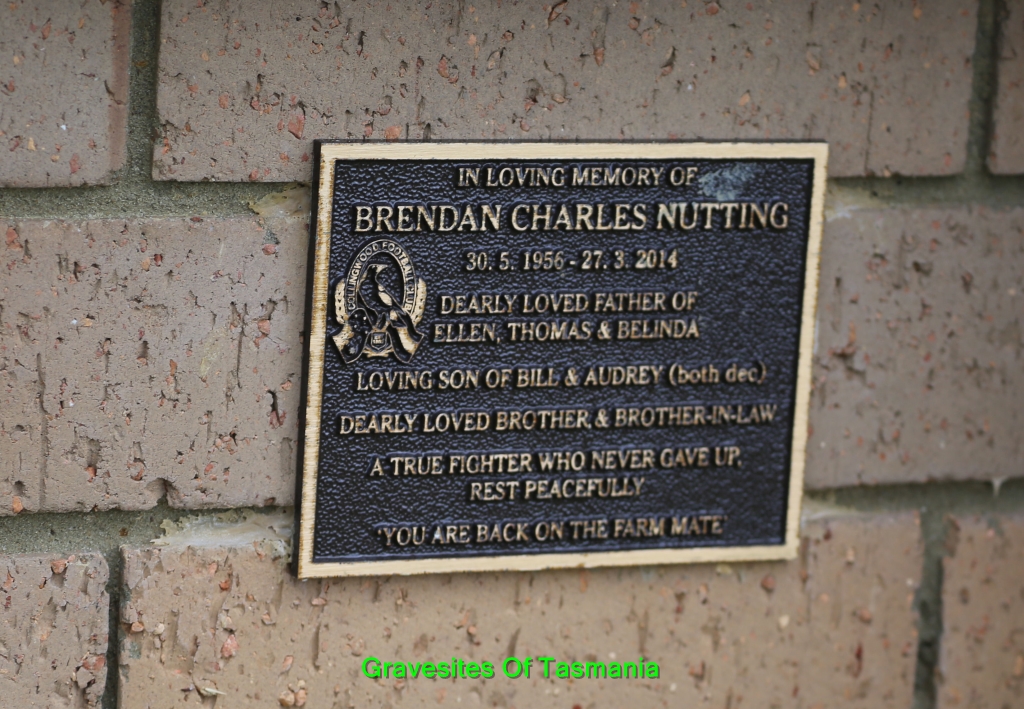 IN LOVING MEMORY OF
BRENDAN CHARLES NUTTING
30. 5. 1956 - 27. 3. 2014
COLLINGWOOD FOOTBALL CLUB
DEARLY LOVED FATHER OF
ELLEN, THOMAS & BELINDA
LOVING SON OF BILL & AUDREY (both dec)
DEARLY LOVED BROTHER & BROTHER-IN-LAW
A TRUE FIGHTER WHO NEVER GAVE UP,
REST PEACEFULLY
'YOU ARE BACK ON THE FARM MATE'
Gravesites Of Tasmania